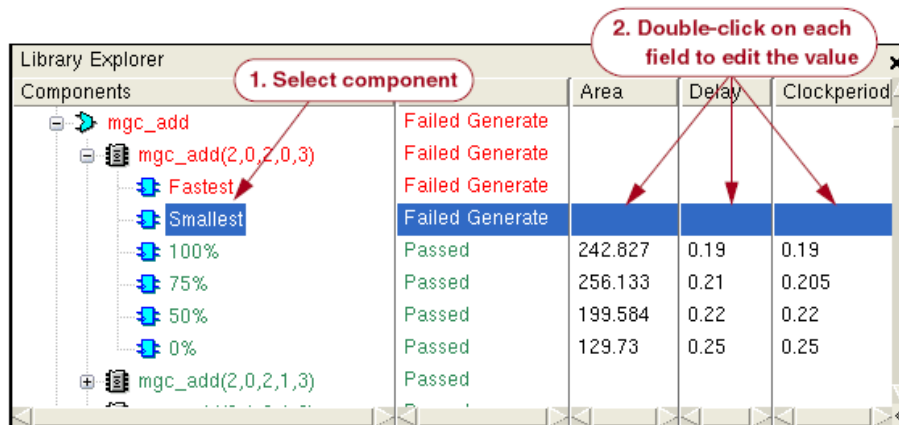 2. Double-click on each
field to edit the value
Library Explorer
1. Select component
Components Area Delay Clockperiod
mgc_add Failed Generate
mgc_add(2,0,2,0,3) Failed Generate
Fastest Failed Generate
Smallest Failed Generate
100% Passed 242.827 0.19 0.19
75% Passed 256.133 0.21 0.205
50% Passed 199.584 0.22 0.22
0% Passed 129.73 0.25 0.25
mgc_add(2,0,2,1,3) Passed